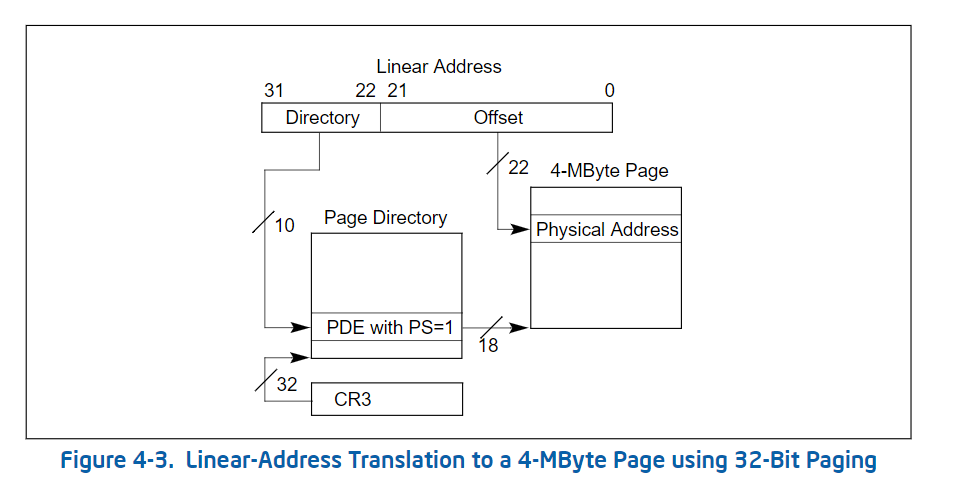 Linear Address
31 22 21 0
Directory Offset
22 4-MByte Page
10 Page Directory Physical Address
PDE with PS=1 18
32 CR3
Figure 4-3. Linear-Address Translation to a 4-MByte Page using 32-Bit Paging